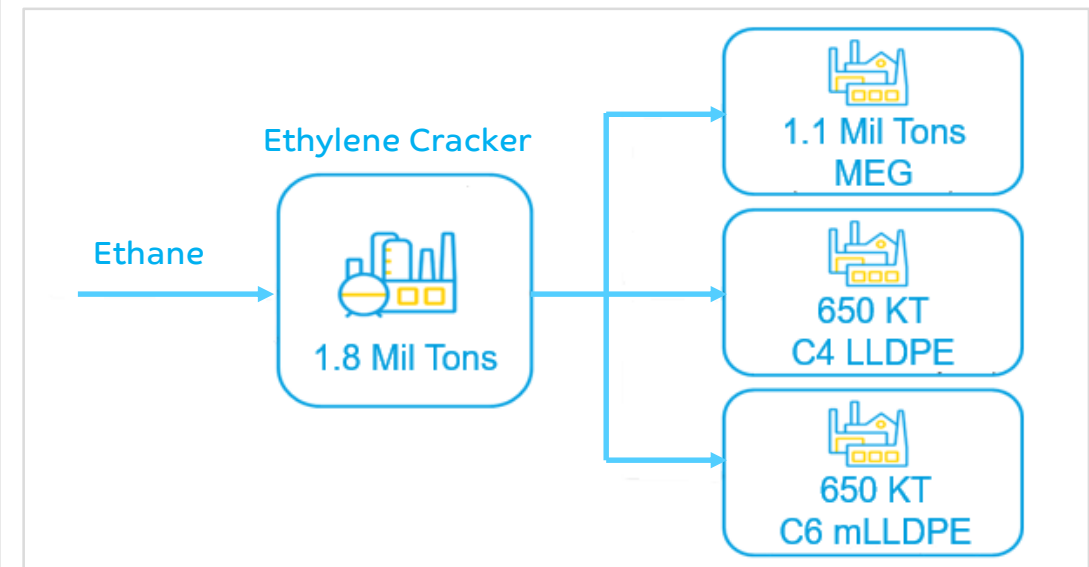 Ethane
Ethylene Cracker
1.8 Mil Tons
1.1 Mil Tons
MEG
650 KT
C4 LLDPE
650 KT
C6 mLLDPE